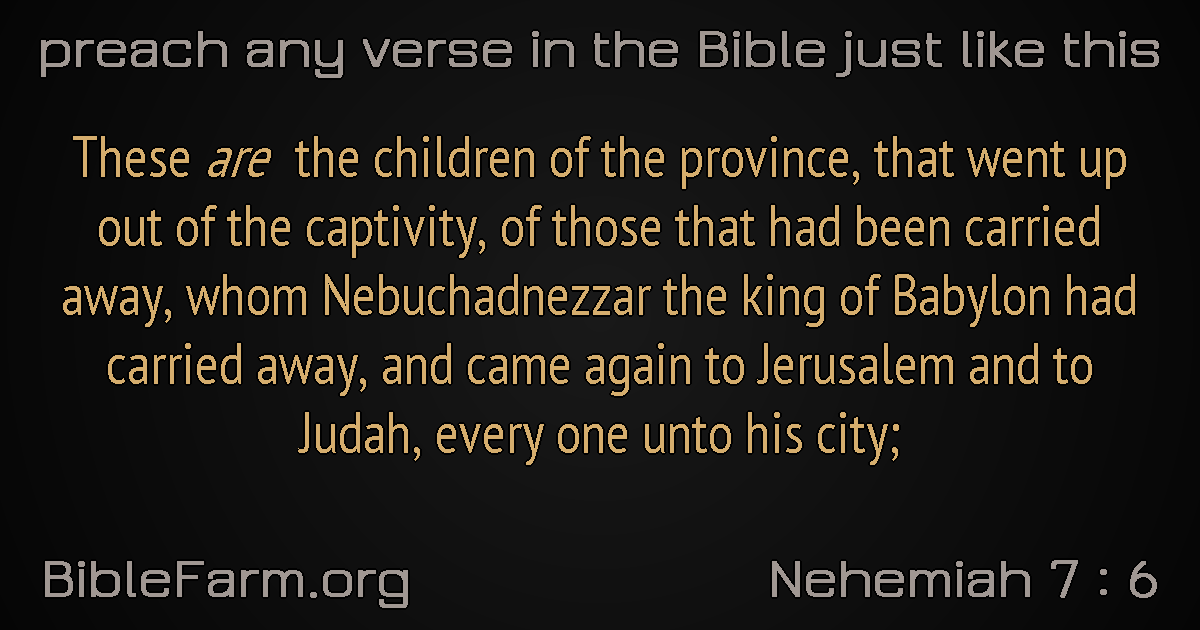 preach any verse in the Bible just like this
These are the children of the province, that went up
out of the captivity, of those that had been carried
away, whom Nebuchadnezzar the king of Babylon had
carried away, and came again to Jerusalem and to
Judah, every one unto his city;
BibleFarm.org
Nehemiah 7 : 6